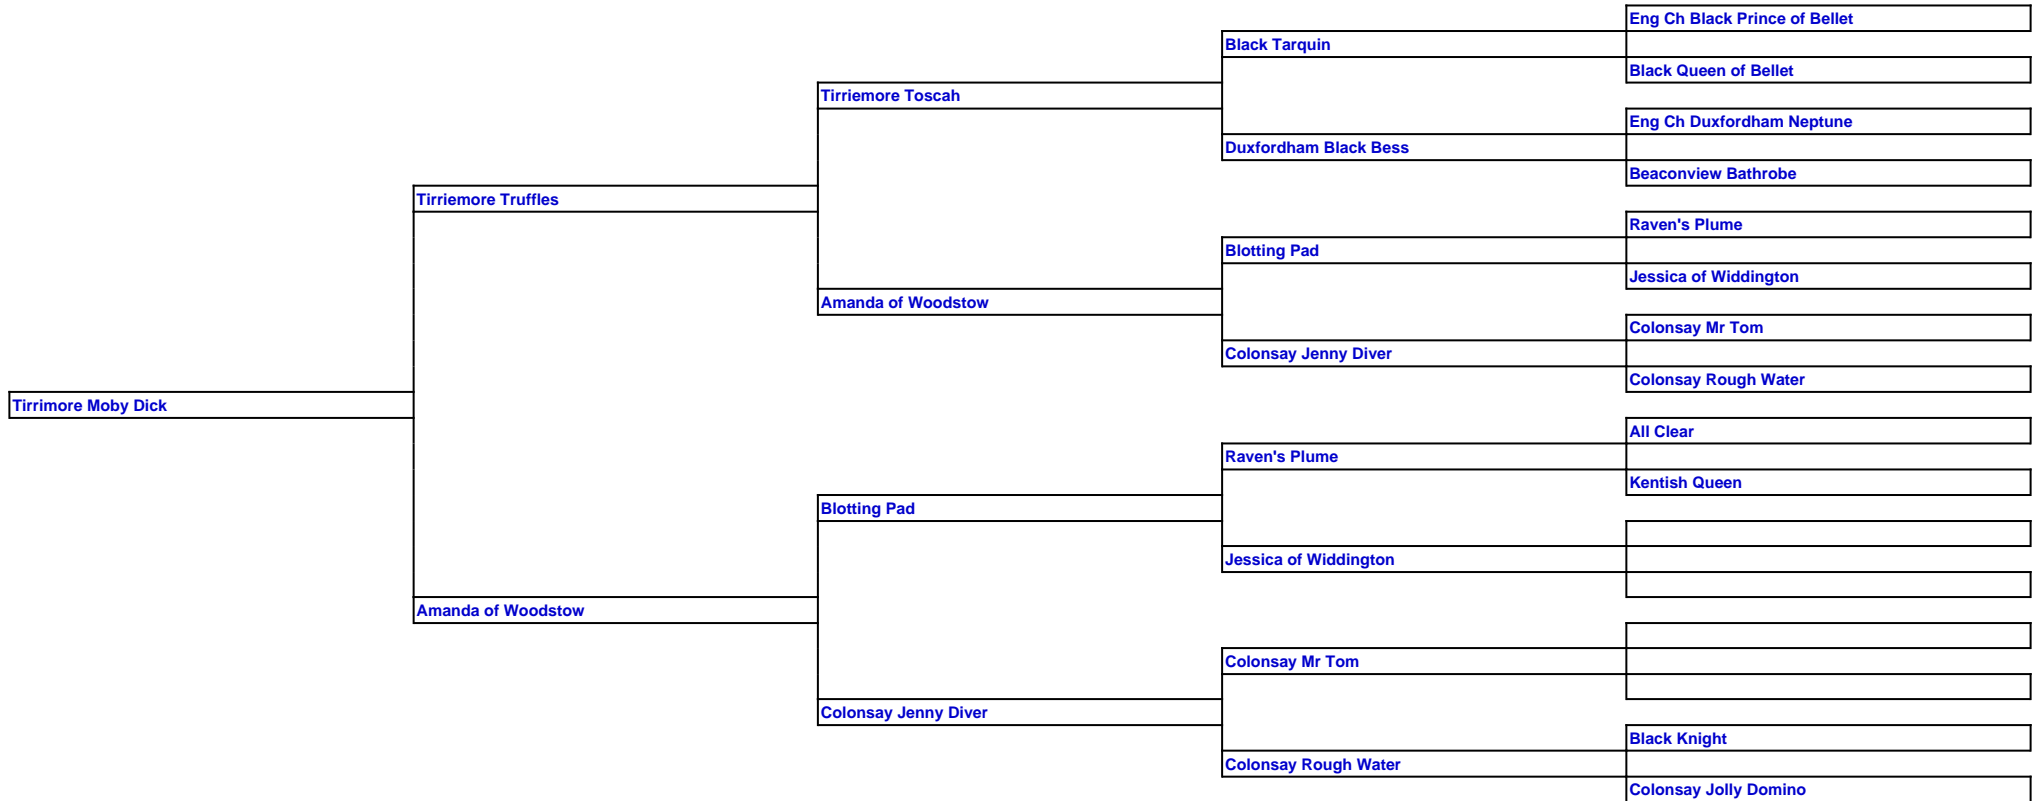 Eng Ch Black Prince of Bellet
Black Tarquin
Black Queen of Bellet
Tirriemore Toscah
Eng Ch Duxfordham Neptune
Duxfordham Black Bess
Beaconview Bathrobe
Tirriemore Truffles
Raven's Plume
Blotting Pad
Jessica of Widdington
Amanda of Woodstow
Colonsay Mr Tom
Colonsay Jenny Diver
Colonsay Rough Water
Tirrimore Moby Dick
All Clear
Raven's Plume
Kentish Queen
Blotting Pad
Jessica of Widdington
Amanda of Woodstow
Colonsay Mr Tom
Colonsay Jenny Diver
Black Knight
Colonsay Rough Water
Colonsay Jolly Domino